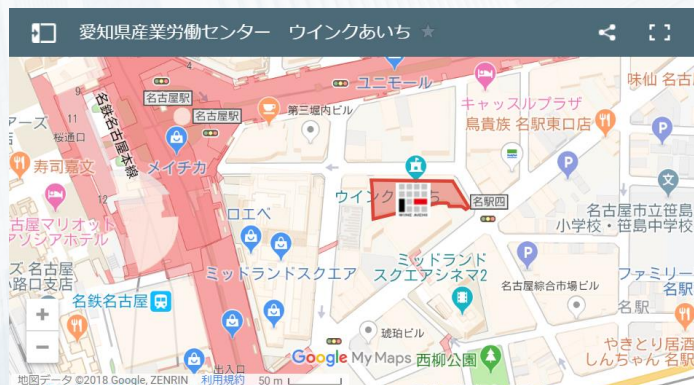 愛知県産業労働センター ウインクあいち
9
11
12
アーズ
桜通口
名鉄名古屋本線
名古屋駅
名古屋駅
第三堀内ビル
ユニモール
キャッスルプラザ
鳥貴族 名駅東口店
味仙 名古
寿司嘉文
メイチカ
古屋マリオット
アソシアホテル
ロエベ
ウインク
ち
名駅四
名古屋市立笹島
小学校・笹島中学校
ズ 名古屋
路口支店
ミッドランドスクエア
ミッドランド
スクエアシネマ2
名古屋綜合市場ビル
ファミリー
名駅
名鉄名古屋
琥珀ビル
やきとり居酒
しんちゃん 名駅
西柳公園
出入口
Google My Maps
地図データ ©2018 Google, ZENRIN
利用規約
50 m